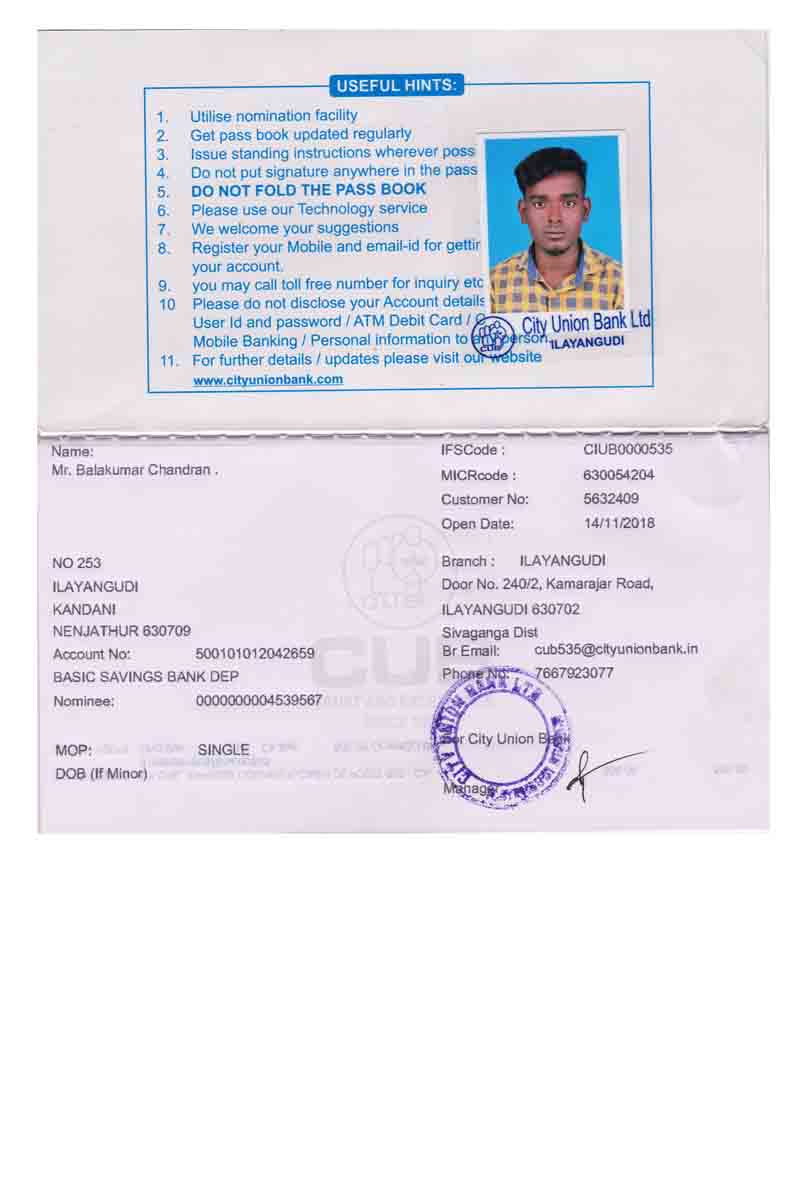 USEFUL HINTS:
1. Utilise nomination facility
2. Get pass book updated regularly
3. Issue standing instructions wherever poss
4. Do not put signature anywhere in the pass
5. DO NOT FOLD THE PASS BOOK
6. Please use our Technology service
7. We welcome your suggestions
8. Register your Mobile and email-id for gettin
your account.
9. you may call toll free number for inquiry etc
10 Please do not disclose your Account details
User Id and password / ATM Debit Card /
Mobile Banking / Personal information to any person.
11. For further details / updates please visit our website
www.cityunionbank.com
CUB
City Union Bank Ltd
ILAYANGUDI
Name:
Mr. Balakumar Chandran .
IFSCode : CIUB0000535
MICRcode : 630054204
Customer No: 5632409
Open Date: 14/11/2018
NO 253
ILAYANGUDI
KANDANI
NENJATHUR 630709
Account No: 500101012042659
BASIC SAVINGS BANK DEP
Nominee: 0000000004539567
MOP: SINGLE
DOB (If Minor)
Branch : ILAYANGUDI
Door No. 240/2, Kamarajar Road,
ILAYANGUDI 630702
Sivaganga Dist
Br Email: cub535@cityunionbank.in
Phone No: 7667923077
For City Union Bank
Manager
CUB
CITY UNION BANK LTD